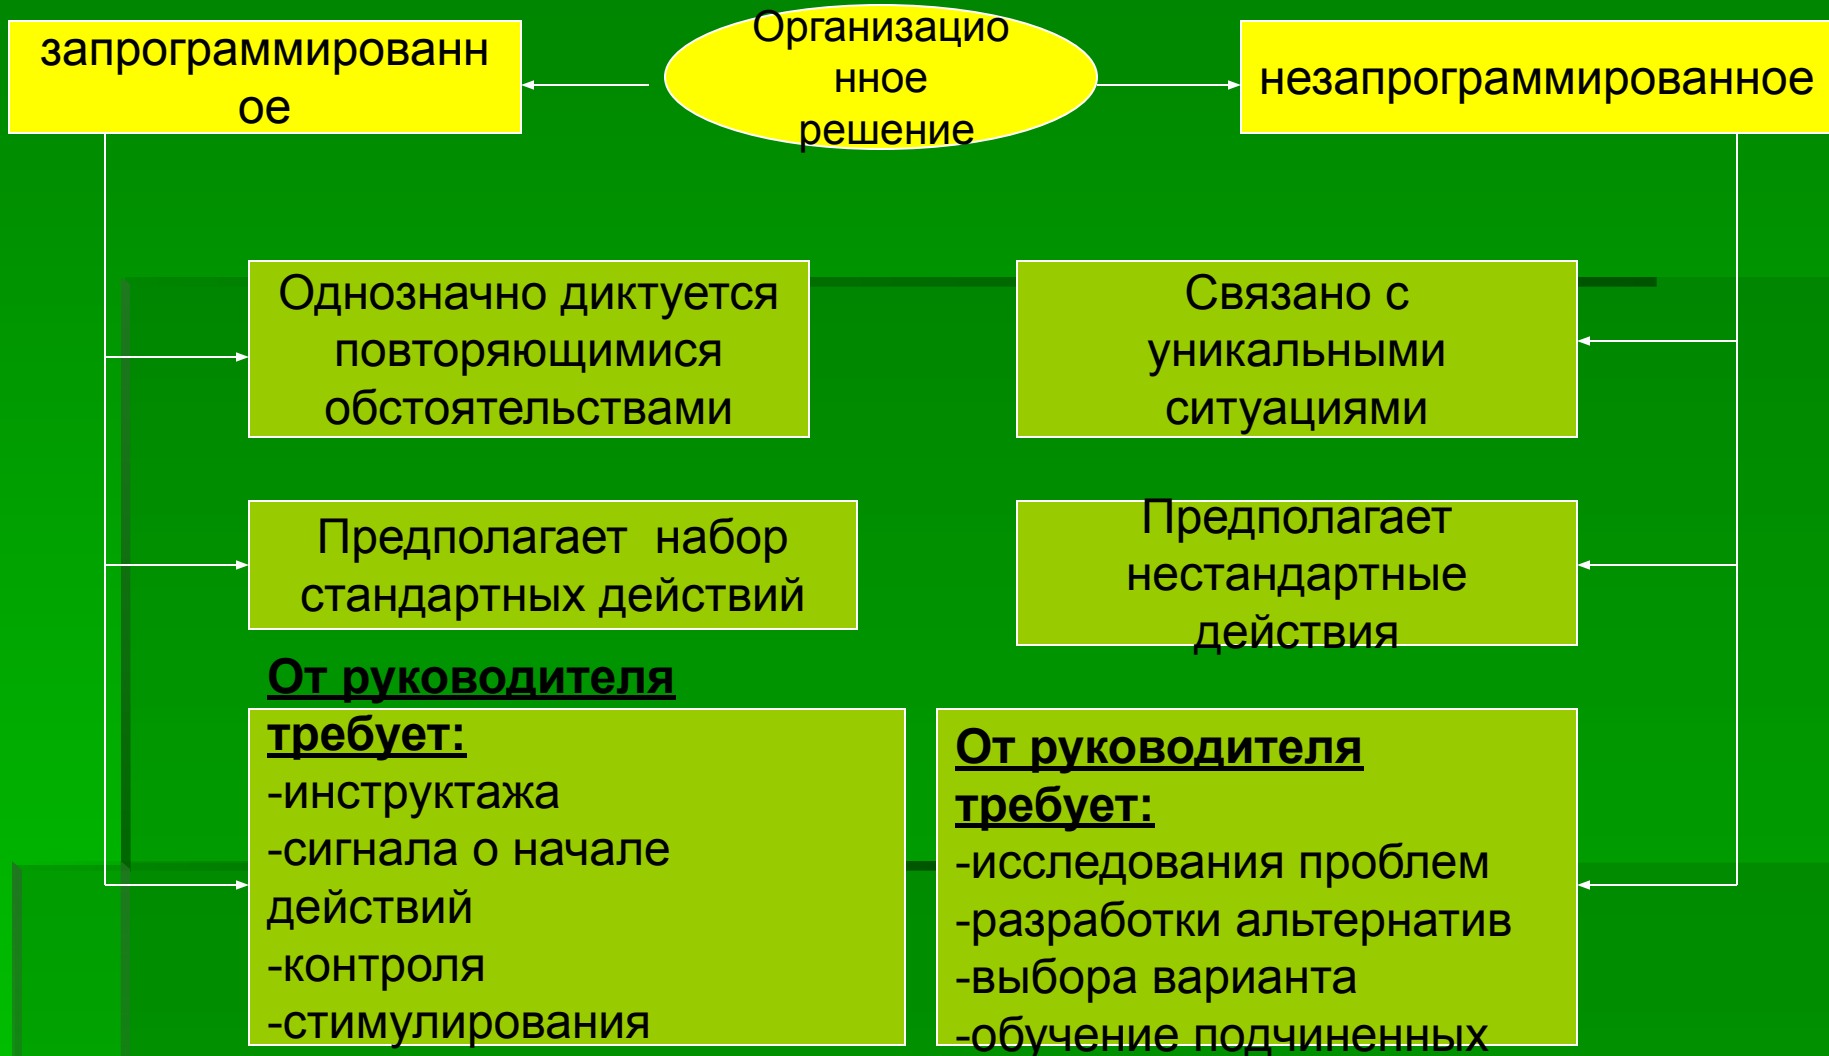 запрограммированн
ое
Организацио
нное
решение
незапрограммированное
Однозначно диктуется
повторяющимися
обстоятельствами
Связано с
уникальными
ситуациями
Предполагает набор
стандартных действий
Предполагает
нестандартные
действия
От руководителя
требует:
-инструктажа
-сигнала о начале
действий
-контроля
-стимулирования
От руководителя
требует:
-исследования проблем
-разработки альтернатив
-выбора варианта
-обучение подчиненных